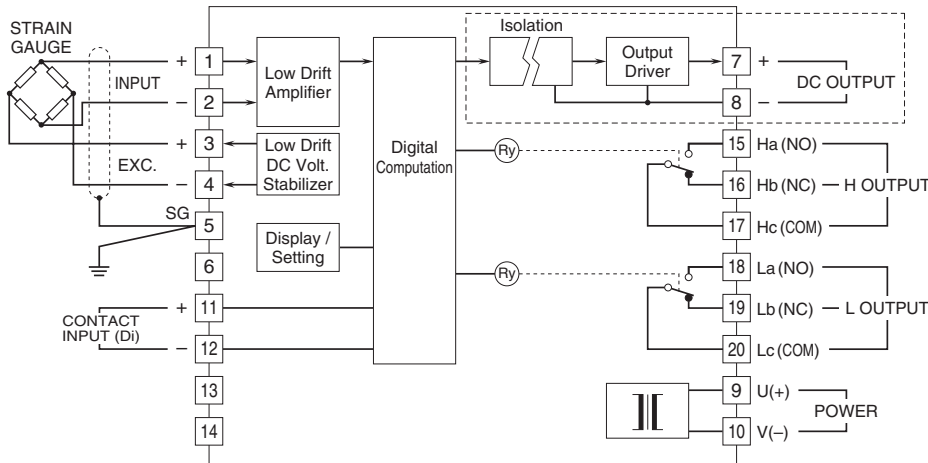 STRAIN
GAUGE
INPUT
EXC.
SG
CONTACT
INPUT (Di)
+
1
−
2
+
3
−
4
5
6
+
11
−
12
13
14
Low Drift
Amplifier
Low Drift
DC Volt.
Stabilizer
Display /
Setting
Digital
Computation
Isolation
Output
Driver
Ry
Ry
7 +
8 −
DC OUTPUT
15 Ha (NO)
16 Hb (NC) H OUTPUT
17 Hc (COM)
18 La (NO)
19 Lb (NC) L OUTPUT
20 Lc (COM)
9 U(+)
POWER
10 V(–)